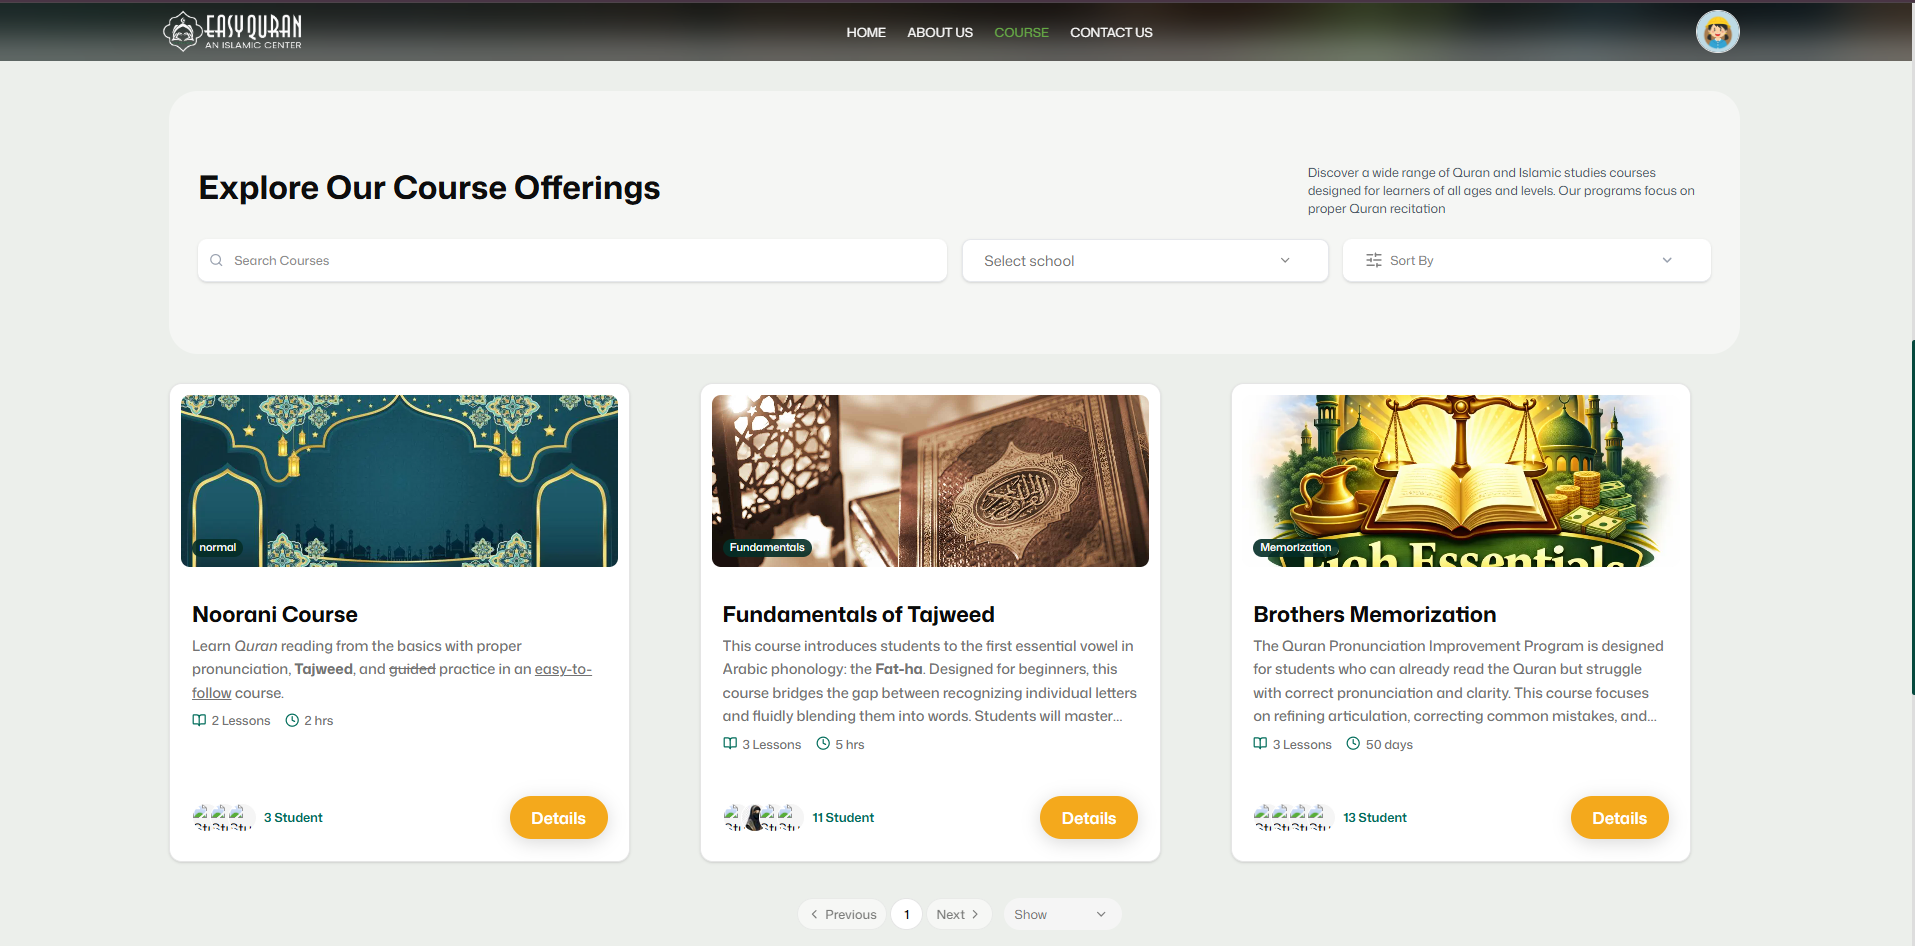 EASY QURAN
AN ISLAMIC CENTER
HOME ABOUT US COURSE CONTACT US
Explore Our Course Offerings
Discover a wide range of Quran and Islamic studies courses
designed for learners of all ages and levels. Our programs focus on
proper Quran recitation
Search Courses
Select school
Sort By
normal
Noorani Course
Learn Quran reading from the basics with proper
pronunciation, Tajweed, and guided practice in an easy-to-
follow course.
2 Lessons 2 hrs
3 Student
Details
Fundamentals
Fundamentals of Tajweed
This course introduces students to the first essential vowel in
Arabic phonology: the Fat-ha. Designed for beginners, this
course bridges the gap between recognizing individual letters
and fluidly blending them into words. Students will master...
3 Lessons 5 hrs
11 Student
Details
Memorization
Fiqh Essentials
Brothers Memorization
The Quran Pronunciation Improvement Program is designed
for students who can already read the Quran but struggle
with correct pronunciation and clarity. This course focuses
on refining articulation, correcting common mistakes, and...
3 Lessons 50 days
13 Student
Details
Previous 1 Next Show